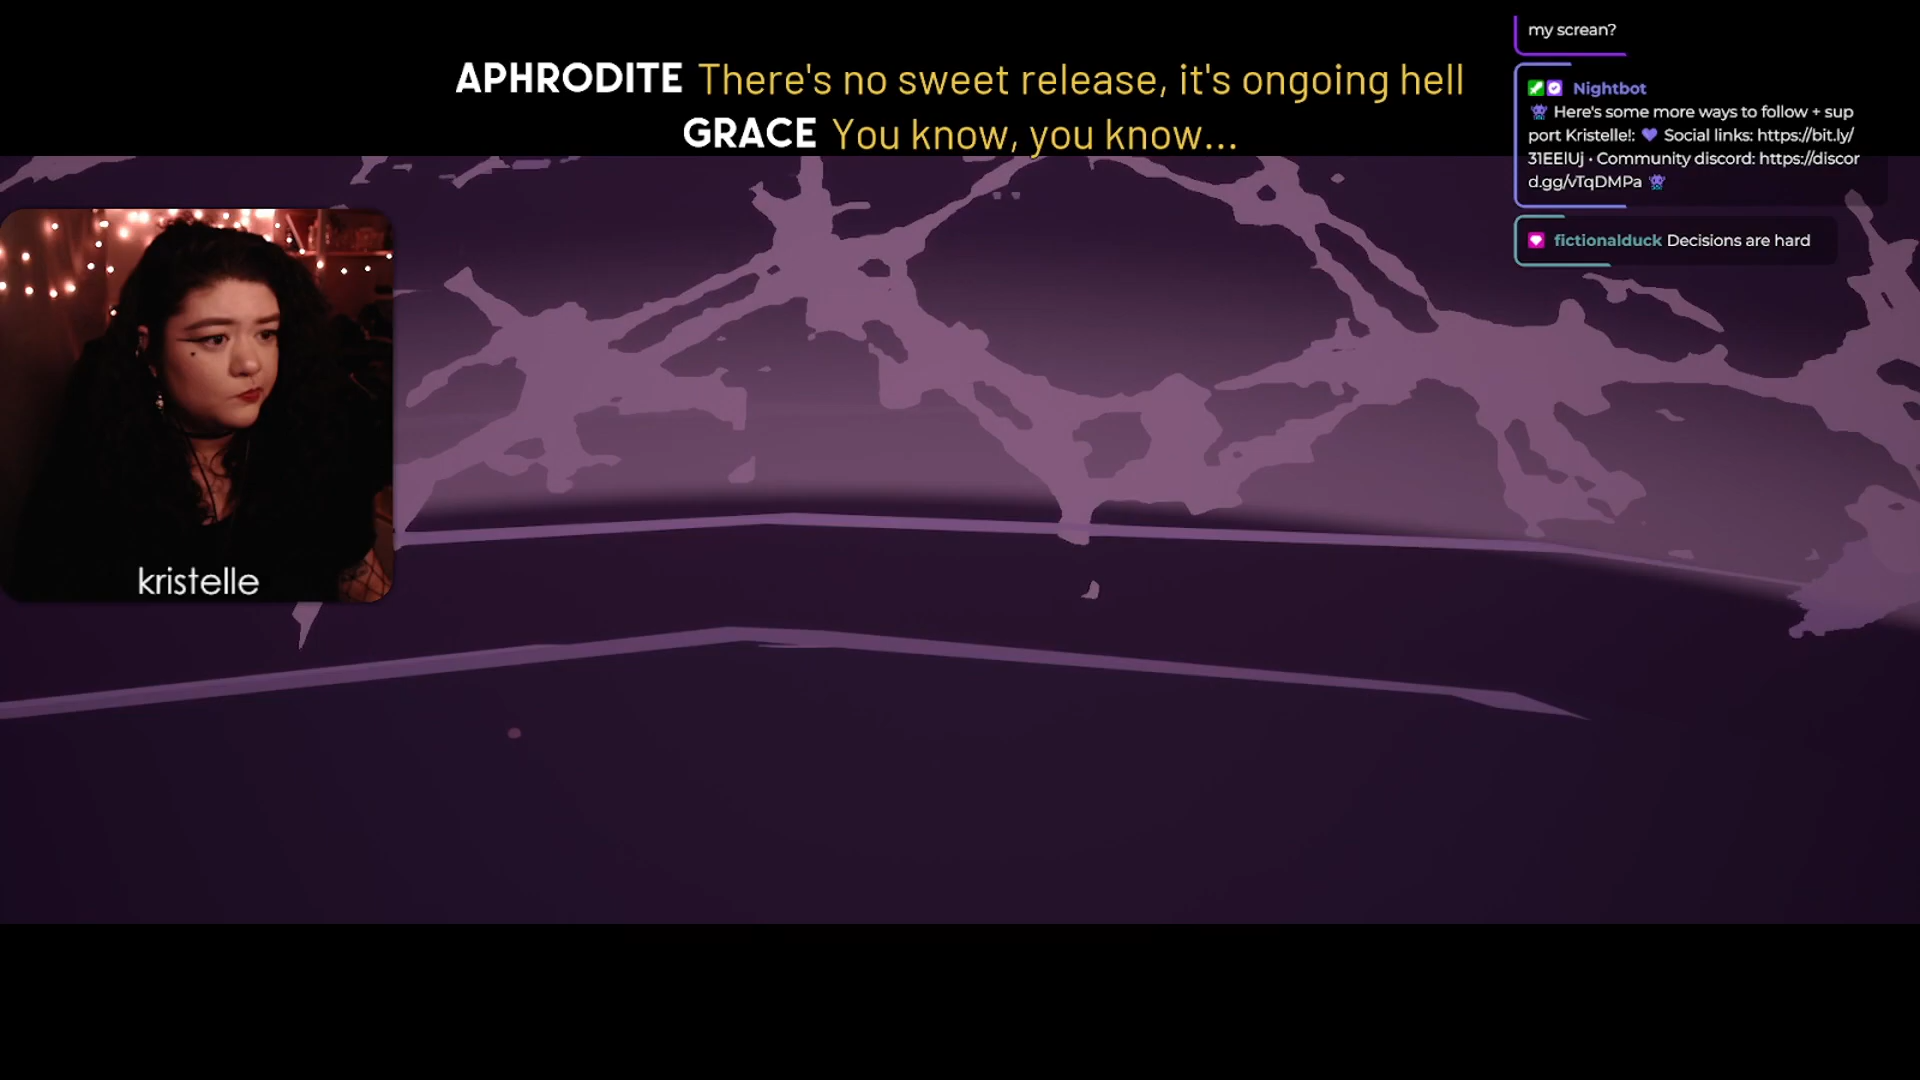 APHRODITE There's no sweet release, it's ongoing hell
GRACE You know, you know...
my screan?
Nightbot
Here's some more ways to follow + sup
port Kristelle!: 💜 Social links: https://bit.ly/
31EElUj · Community discord: https://discor
d.gg/vTqDMPa
fictionalduck Decisions are hard
kristelle